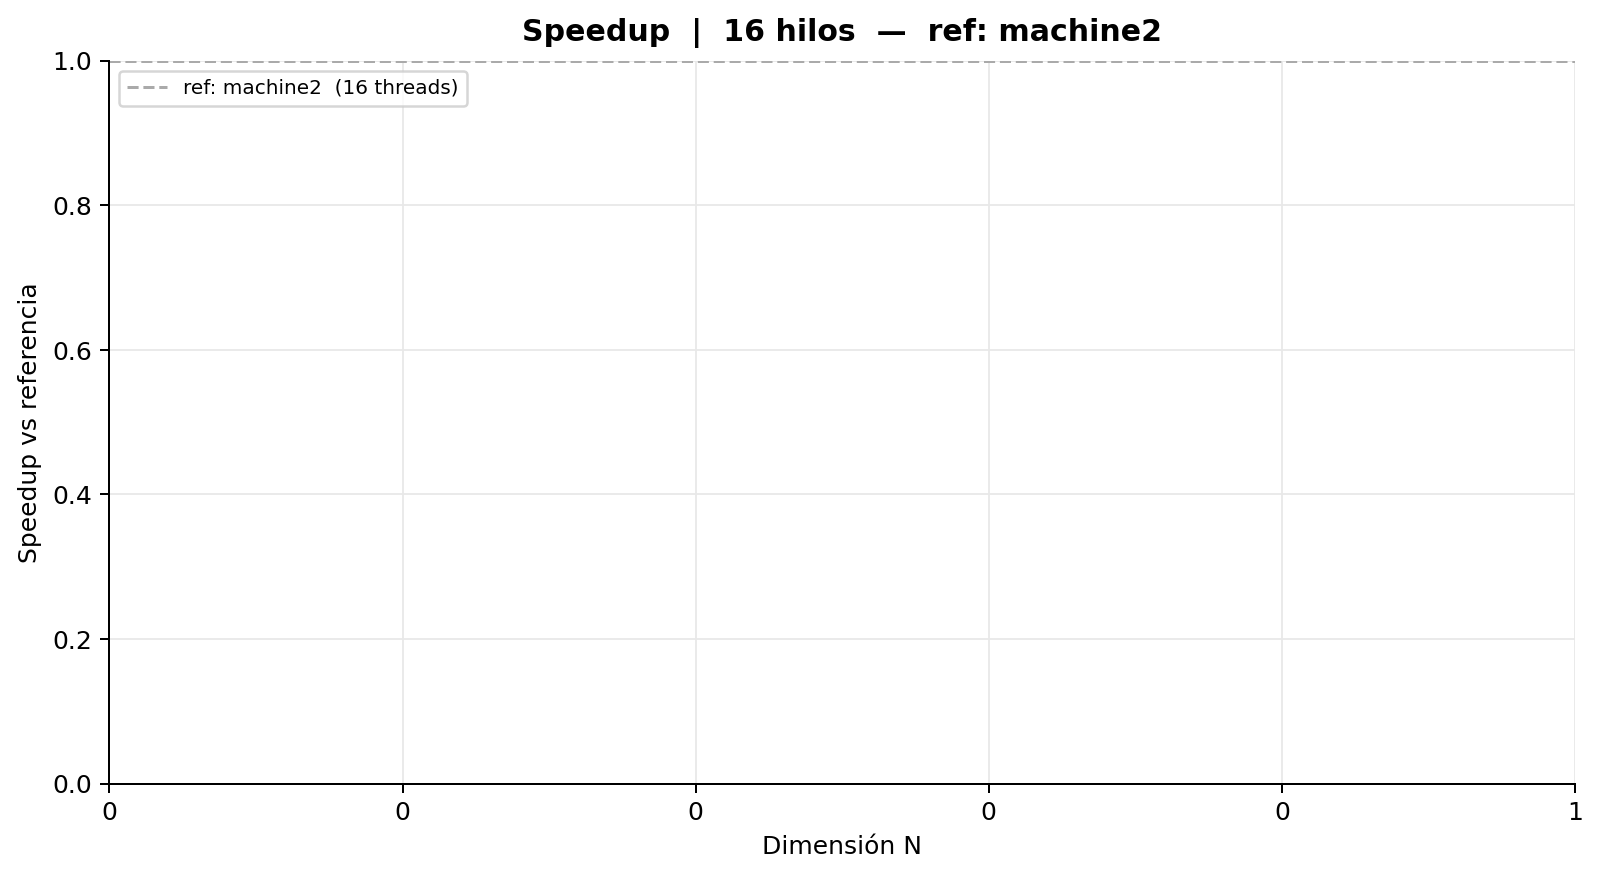 Speedup | 16 hilos — ref: machine2
ref: machine2 (16 threads)
Speedup vs referencia
1.0
0.8
0.6
0.4
0.2
0.0
0 0 0 0 0 1
Dimensión N